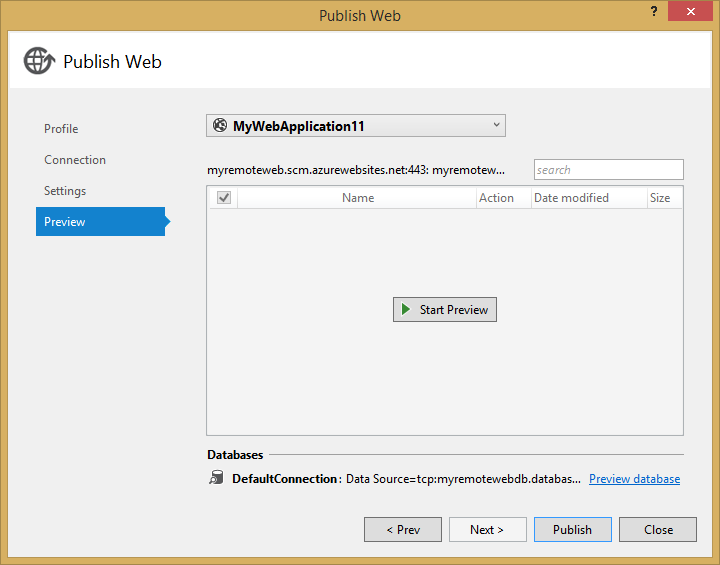 Publish Web
?
Publish Web
Profile
Connection
Settings
Preview
MyWebApplication11
myremoteweb.scm.azurewebsites.net:443: myremotew...
search
Name Action Date modified Size
Start Preview
Databases
DefaultConnection: Data Source=tcp:myremotewebdb.databas... Preview database
< Prev Next > Publish Close